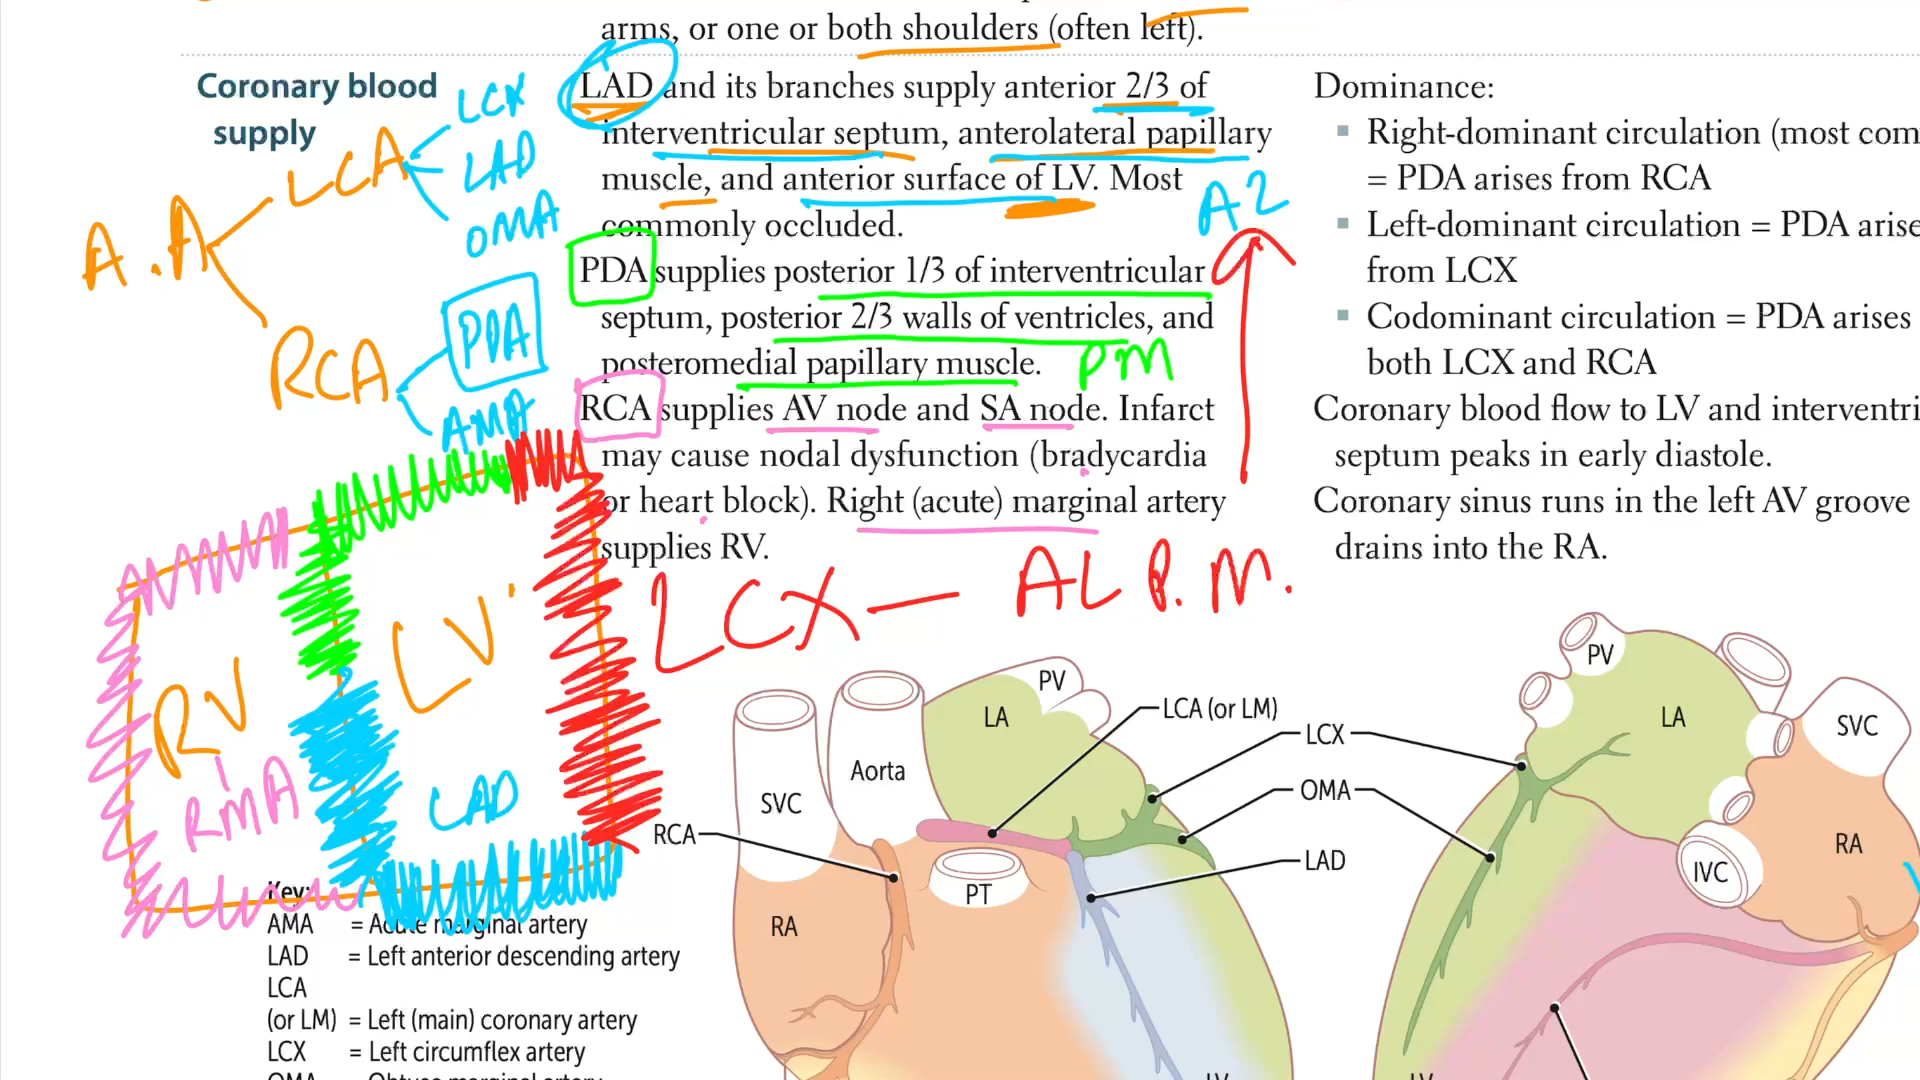 arms, or one or both shoulders (often left).
Coronary blood
supply
LAD and its branches supply anterior 2/3 of
interventricular septum, anterolateral papillary
muscle, and anterior surface of LV. Most
commonly occluded.
PDA supplies posterior 1/3 of interventricular
septum, posterior 2/3 walls of ventricles, and
posteromedial papillary muscle.
RCA supplies AV node and SA node. Infarct
may cause nodal dysfunction (bradycardia
or heart block). Right (acute) marginal artery
supplies RV.
Dominance:
Right-dominant circulation (most com
= PDA arises from RCA
Left-dominant circulation = PDA arise
from LCX
Codominant circulation = PDA arises
both LCX and RCA
Coronary blood flow to LV and interventri
septum peaks in early diastole.
Coronary sinus runs in the left AV groove
drains into the RA.
A.A
LCA
LCX
LAD
OMA
RCA
PDA
AMA
A2
PM
LCX — AL P.M.
RV
LV
RMA
LAD
Key:
AMA = Acute marginal artery
LAD = Left anterior descending artery
LCA
(or LM) = Left (main) coronary artery
LCX = Left circumflex artery
OMA = Obtuse marginal artery
PV
LA
Aorta
SVC
RCA
PT
RA
LCA (or LM)
LCX
OMA
LAD
LV
PV
LA
SVC
IVC
RA
LV